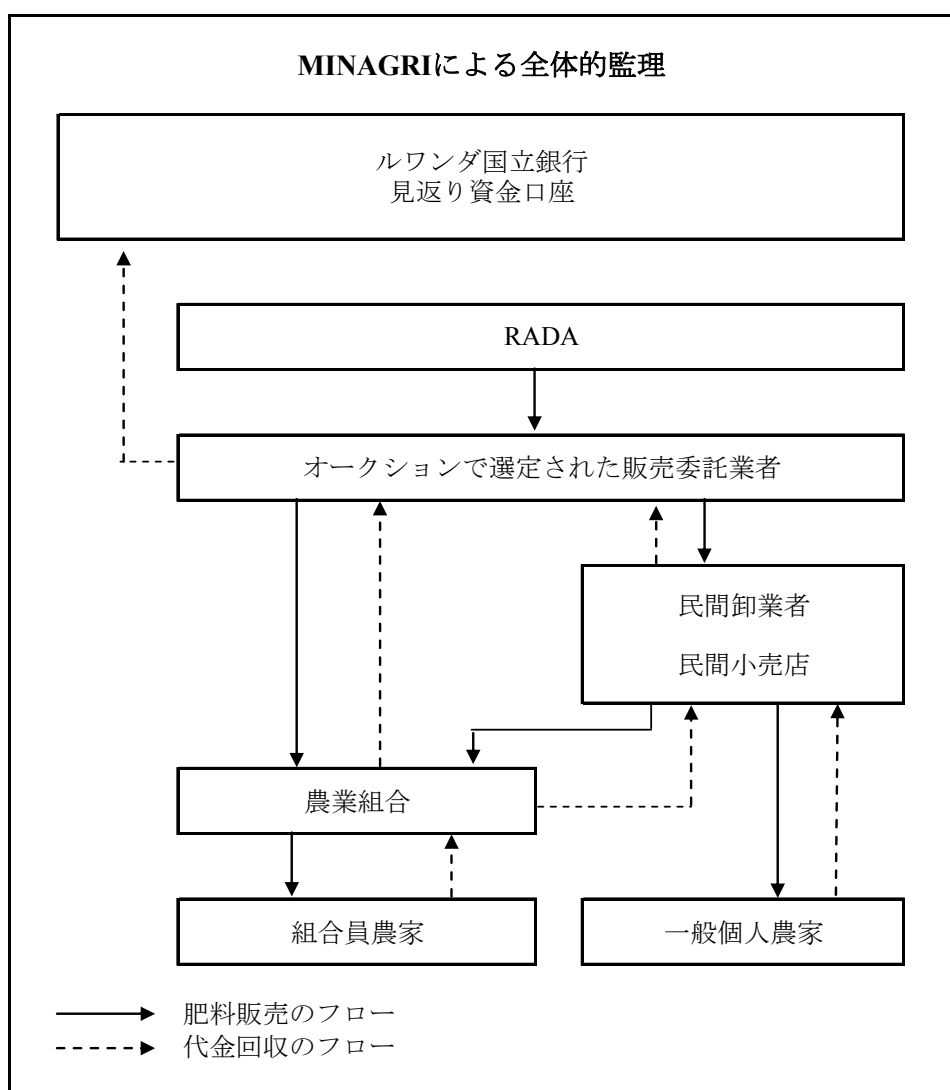 MINAGRIによる全体的監理
ルワンダ国立銀行
見返り資金口座
RADA
オークションで選定された販売委託業者
民間卸業者
民間小売店
農業組合
組合員農家
一般個人農家
肥料販売のフロー
代金回収のフロー